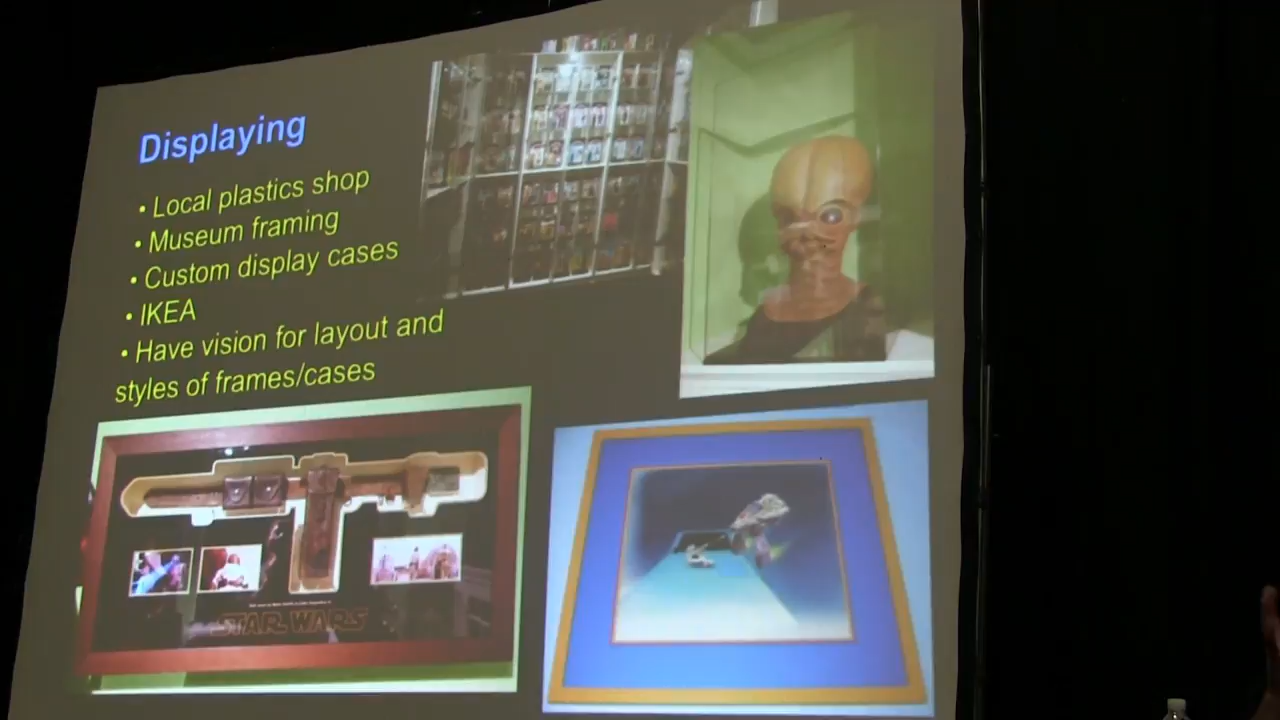 Displaying
• Local plastics shop
• Museum framing
• Custom display cases
• IKEA
• Have vision for layout and
styles of frames/cases
STAR WARS